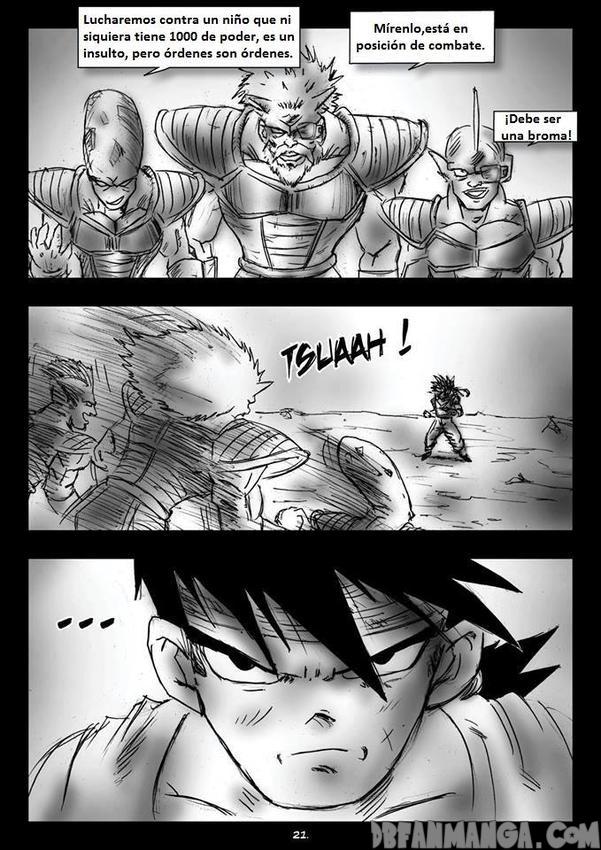 Lucharemos contra un niño que ni
siquiera tiene 1000 de poder, es un
insulto, pero órdenes son órdenes.
Mírenlo,está en
posición de combate.
¡Debe ser
una broma!
TSUAAH !
...
21.
DBFANMANGA.COM